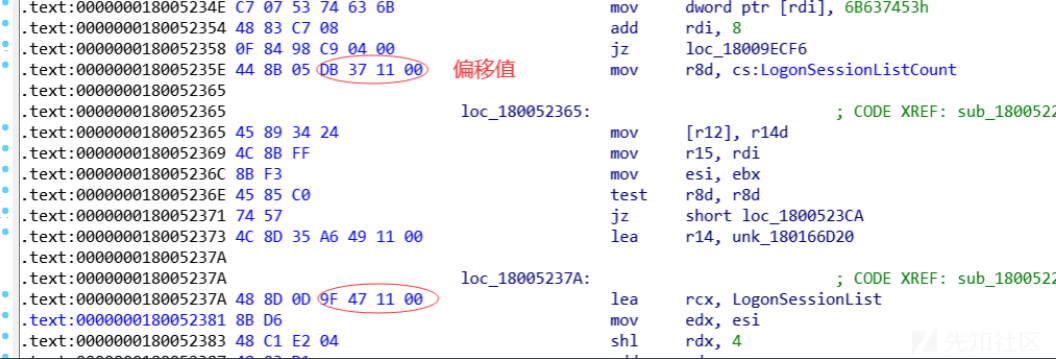 .text:000000018005234E C7 07 53 74 63 6B mov dword ptr [rdi], 6B637453h
.text:0000000180052354 48 83 C7 08 add rdi, 8
.text:0000000180052358 0F 84 98 C9 04 00 jz loc_18009ECF6
.text:000000018005235E 44 8B 05 DB 37 11 00 偏移值 mov r8d, cs:LogonSessionListCount
.text:0000000180052365
.text:0000000180052365 loc_180052365: ; CODE XREF: sub_1800522
.text:0000000180052365 45 89 34 24 mov [r12], r14d
.text:0000000180052369 4C 8B FF mov r15, rdi
.text:000000018005236C 8B F3 mov esi, ebx
.text:000000018005236E 45 85 C0 test r8d, r8d
.text:0000000180052371 74 57 jz short loc_1800523CA
.text:0000000180052373 4C 8D 35 A6 49 11 00 lea r14, unk_180166D20
.text:000000018005237A
.text:000000018005237A loc_18005237A: ; CODE XREF: sub_1800522
.text:000000018005237A 48 8D 0D 9F 47 11 00 lea rcx, LogonSessionList
.text:0000000180052381 8B D6 mov edx, esi
.text:0000000180052383 48 C1 E2 04 shl rdx, 4
先知社区